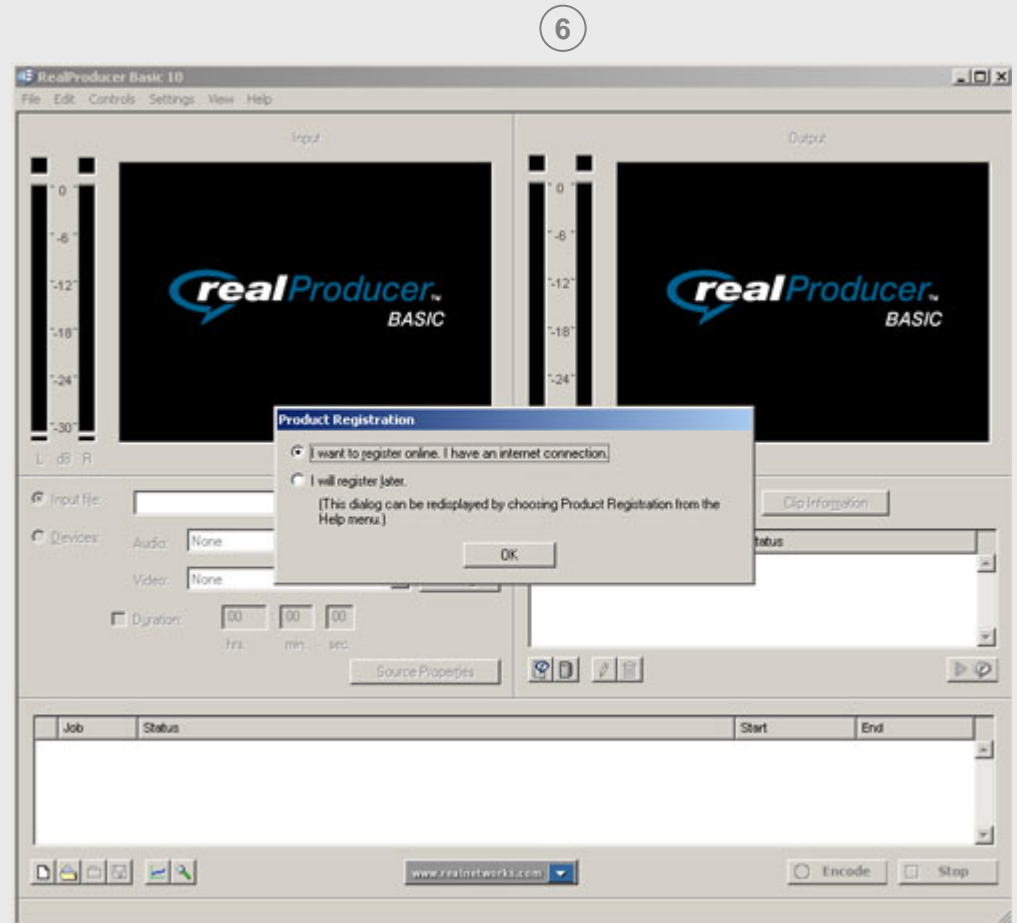 6
RealProducer Basic 10
File Edit Controls Settings View Help
Input
Output
0
-6
-12
-18
-24
-30
L dB R
realProducer™
BASIC
0
-6
-12
-18
-24
realProducer™
BASIC
Product Registration
I want to register online. I have an internet connection.
I will register later.
(This dialog can be redisplayed by choosing Product Registration from the
Help menu.)
OK
Input file:
Devices:
Audio:
None
Video:
None
Duration:
00 : 00 : 00
hrs. min. sec.
Source Properties
Clip Information
Job Status Start End
www.realnetworks.com
Encode
Stop